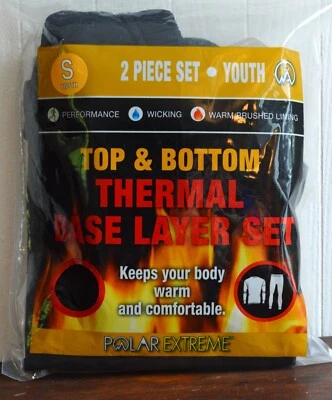 S
YOUTH
2 PIECE SET • YOUTH
PERFORMANCE
WICKING
WARM BRUSHED LINING
TOP & BOTTOM
THERMAL
BASE LAYER SET
Keeps your body
warm
and comfortable.
POLAR EXTREME